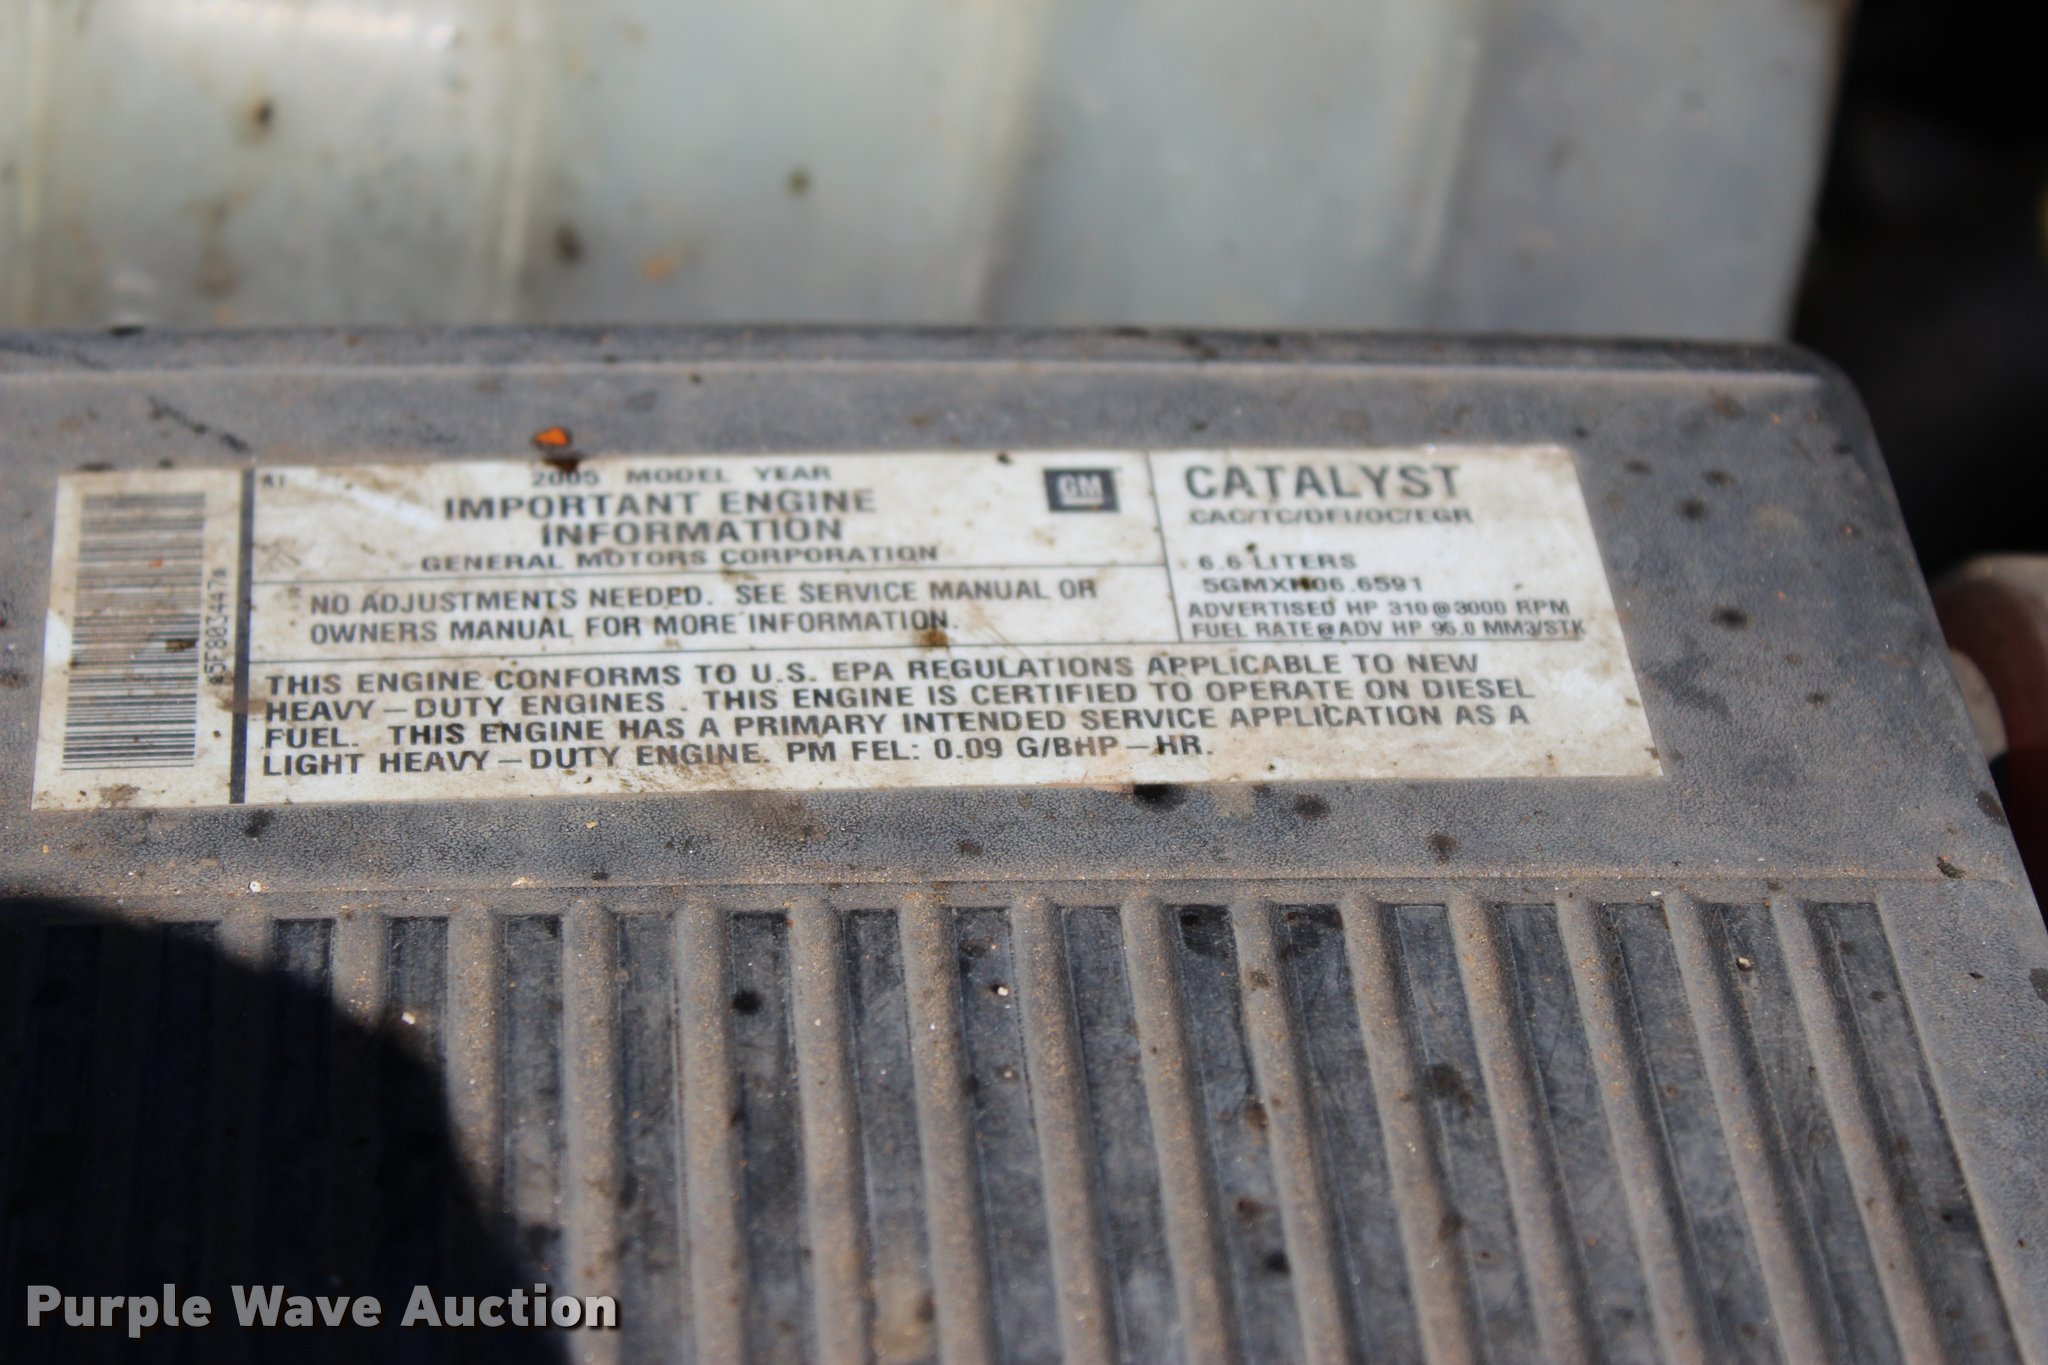 2005 MODEL YEAR
IMPORTANT ENGINE
INFORMATION
GENERAL MOTORS CORPORATION
GM
NO ADJUSTMENTS NEEDED. SEE SERVICE MANUAL OR
OWNERS MANUAL FOR MORE INFORMATION.
CATALYST
CAC/TC/DFI/OC/EGR
6.6 LITERS
5GMXH06.6591
ADVERTISED HP 310@3000 RPM
FUEL RATE@ADV HP 95.0 MM3/STK
THIS ENGINE CONFORMS TO U.S. EPA REGULATIONS APPLICABLE TO NEW
HEAVY-DUTY ENGINES . THIS ENGINE IS CERTIFIED TO OPERATE ON DIESEL
FUEL. THIS ENGINE HAS A PRIMARY INTENDED SERVICE APPLICATION AS A
LIGHT HEAVY-DUTY ENGINE. PM FEL: 0.09 G/BHP-HR.
Purple Wave Auction